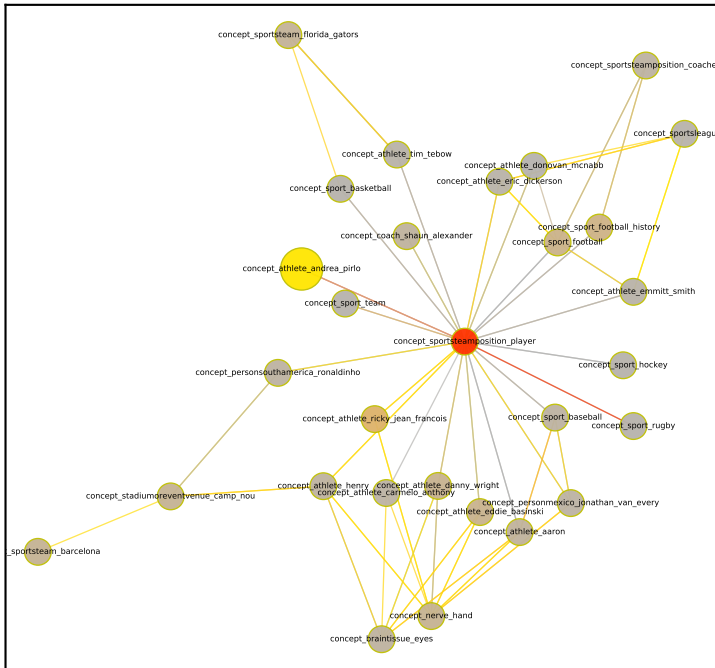 concept_sportsteam_florida_gators
concept_sportsteamposition_coache
concept_sportsleagu
concept_athlete_tim_tebow
concept_athlete_donovan_mcnabb
concept_athlete_eric_dickerson
concept_sport_basketball
concept_sport_football_history
concept_coach_shaun_alexander
concept_sport_football
concept_athlete_andrea_pirlo
concept_athlete_emmitt_smith
concept_sport_team
concept_sportsteamposition_player
concept_sport_hockey
concept_personsouthamerica_ronaldinho
concept_athlete_ricky_jean_francois
concept_sport_baseball
concept_sport_rugby
concept_athlete_henry
concept_athlete_danny_wright
concept_athlete_carmelo_anthony
concept_stadiumoreventvenue_camp_nou
concept_personmexico_jonathan_van_every
concept_athlete_eddie_basinski
concept_athlete_aaron
_sportsteam_barcelona
concept_nerve_hand
concept_braintissue_eyes